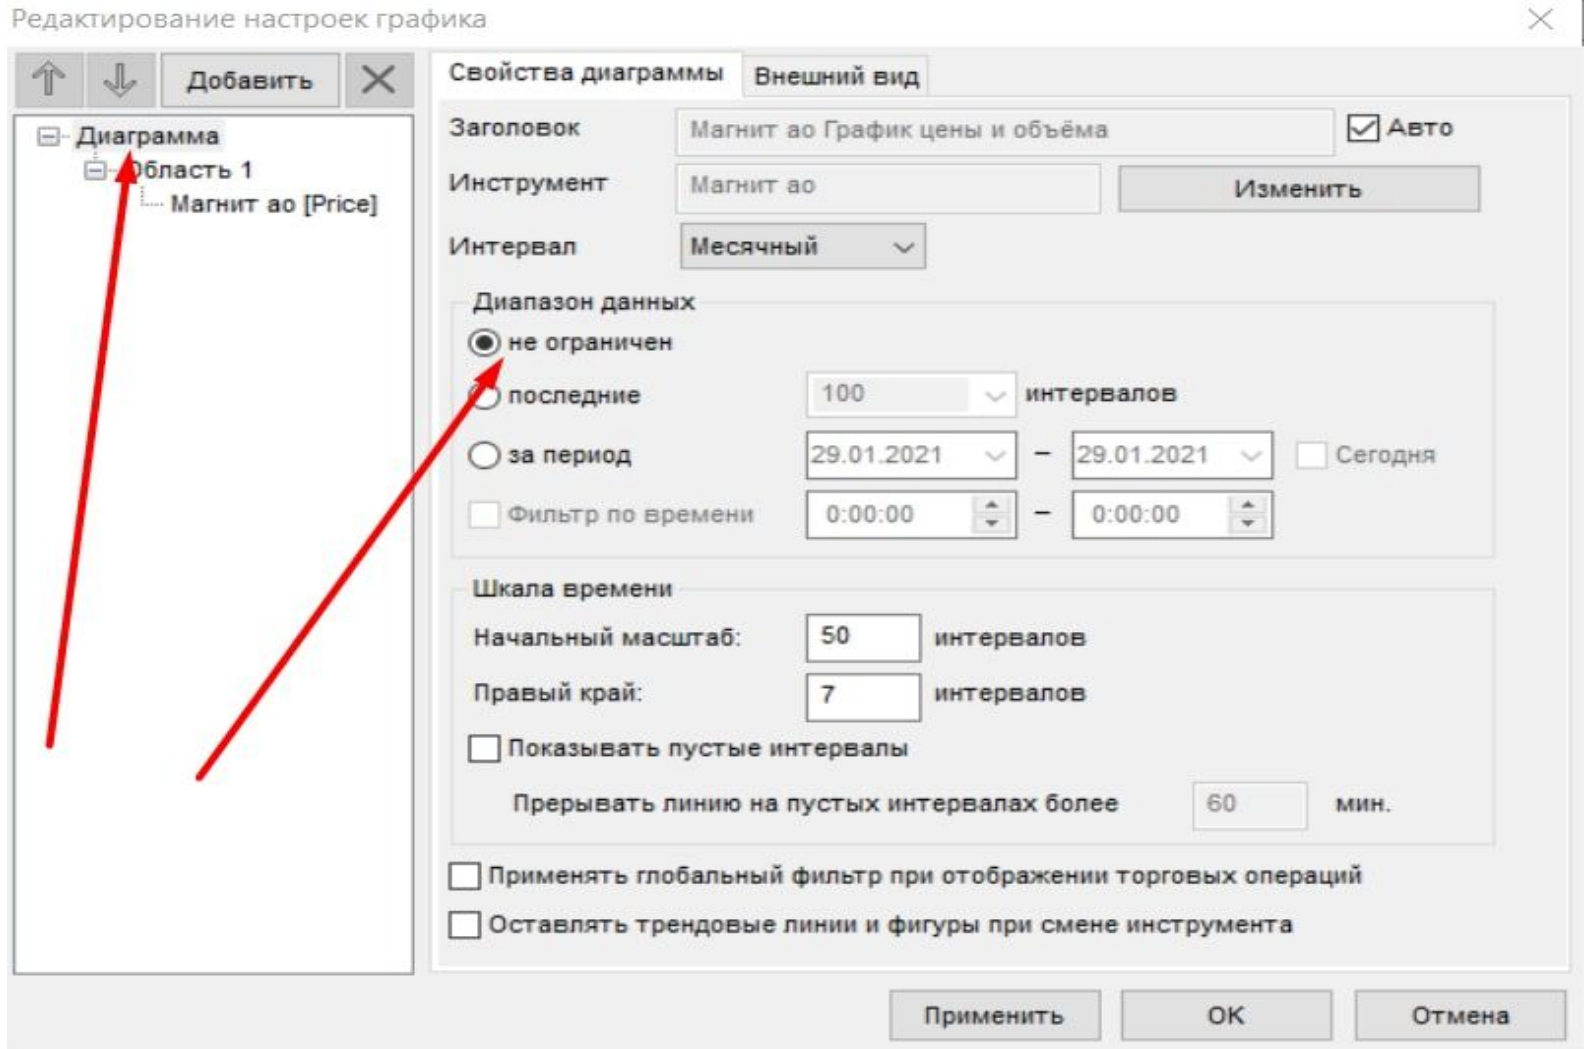 Редактирование настроек графика
Добавить
Диаграмма
Область 1
Магнит ао [Price]
Свойства диаграммы Внешний вид
Заголовок Магнит ао График цены и объёма Авто
Инструмент Магнит ао Изменить
Интервал Месячный
Диапазон данных
не ограничен
последние 100 интервалов
за период 29.01.2021 – 29.01.2021 Сегодня
Фильтр по времени 0:00:00 – 0:00:00
Шкала времени
Начальный масштаб: 50 интервалов
Правый край: 7 интервалов
Показывать пустые интервалы
Прерывать линию на пустых интервалах более 60 мин.
Применять глобальный фильтр при отображении торговых операций
Оставлять трендовые линии и фигуры при смене инструмента
Применить OK Отмена